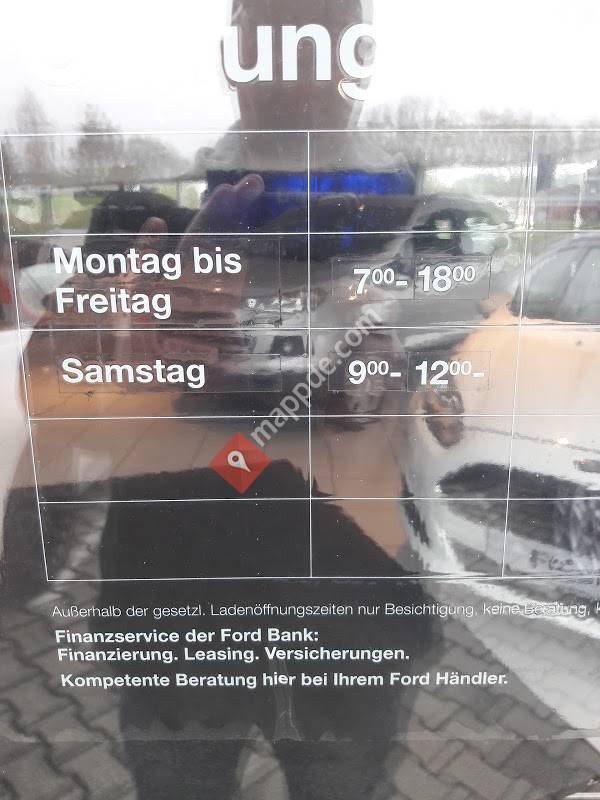 ung
Montag bis 7⁰⁰- 18⁰⁰
Freitag
Samstag 9⁰⁰- 12⁰⁰-
mappde.com
Außerhalb der gesetzl. Ladenöffnungszeiten nur Besichtigung, keine Beratung,
Finanzservice der Ford Bank:
Finanzierung. Leasing. Versicherungen.
Kompetente Beratung hier bei Ihrem Ford Händler.